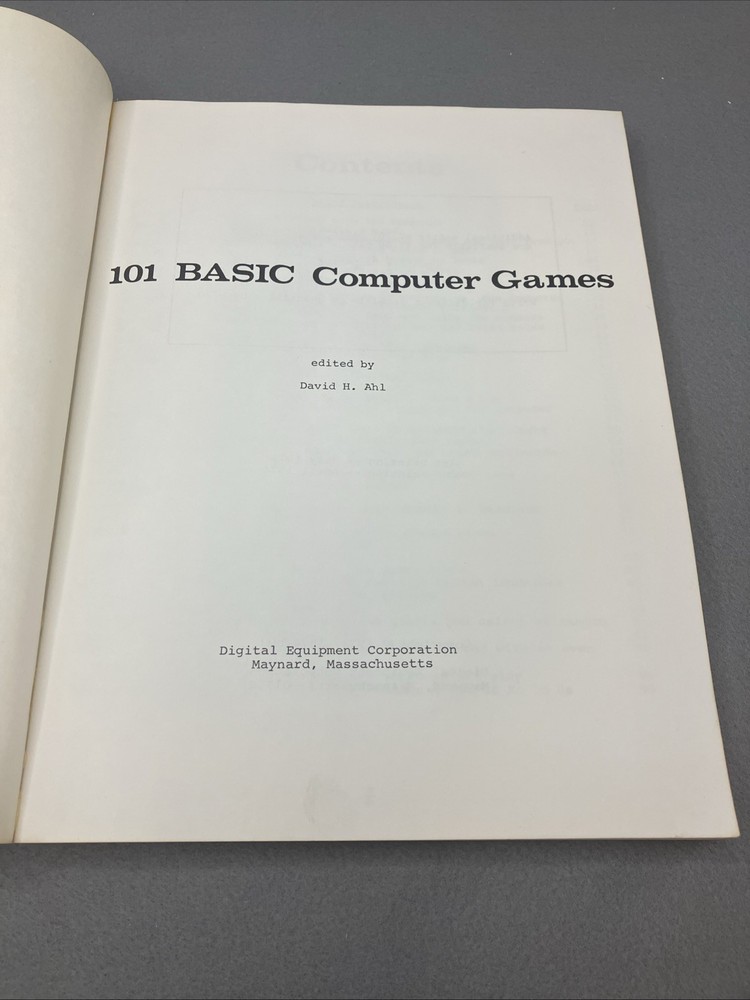 101 BASIC Computer Games
edited by
David H. Ahl
Digital Equipment Corporation
Maynard, Massachusetts